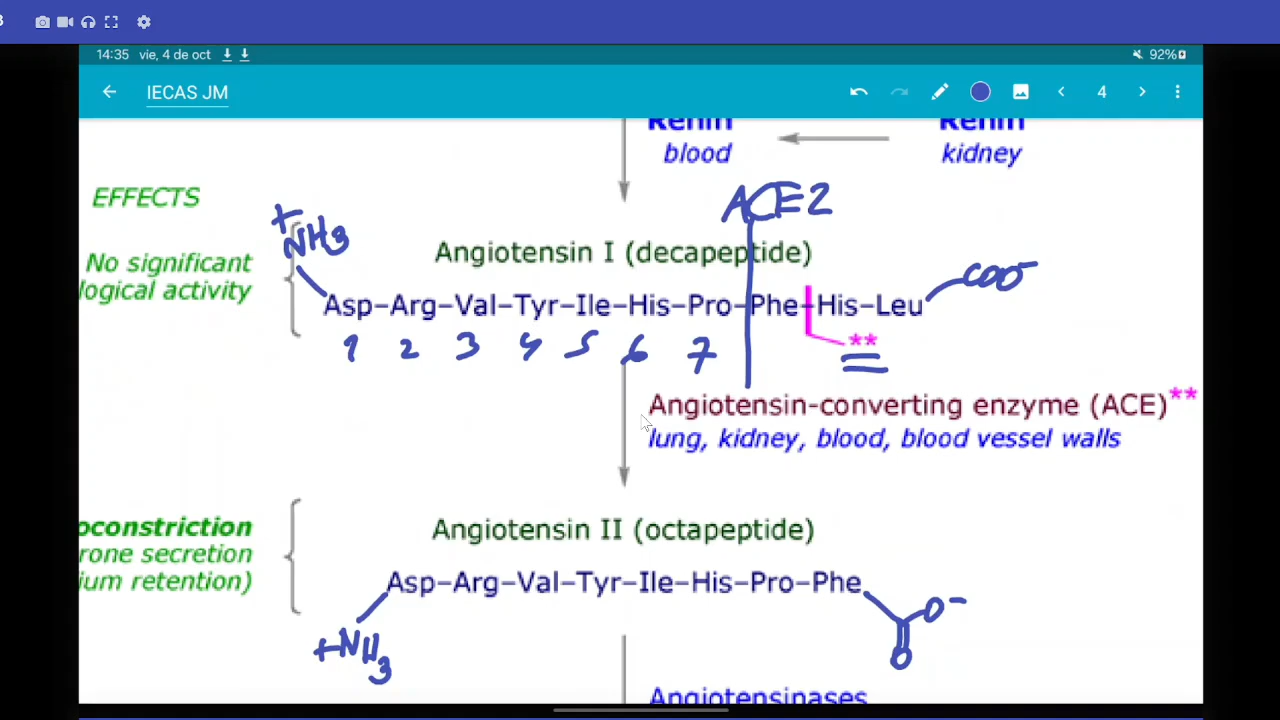 14:35 vie, 4 de oct 92%
IECAS JM 4
Renin Renin
blood kidney
EFFECTS
ACE2
+NH3
Angiotensin I (decapeptide)
No significant
logical activity
Asp–Arg–Val–Tyr–Ile–His–Pro–Phe–His–Leu COO-
1 2 3 4 5 6 7 **
Angiotensin-converting enzyme (ACE)**
lung, kidney, blood, blood vessel walls
Angiotensin II (octapeptide)
oconstriction
rone secretion
ium retention)
Asp–Arg–Val–Tyr–Ile–His–Pro–Phe
+NH3 O-
O
Angiotensinases